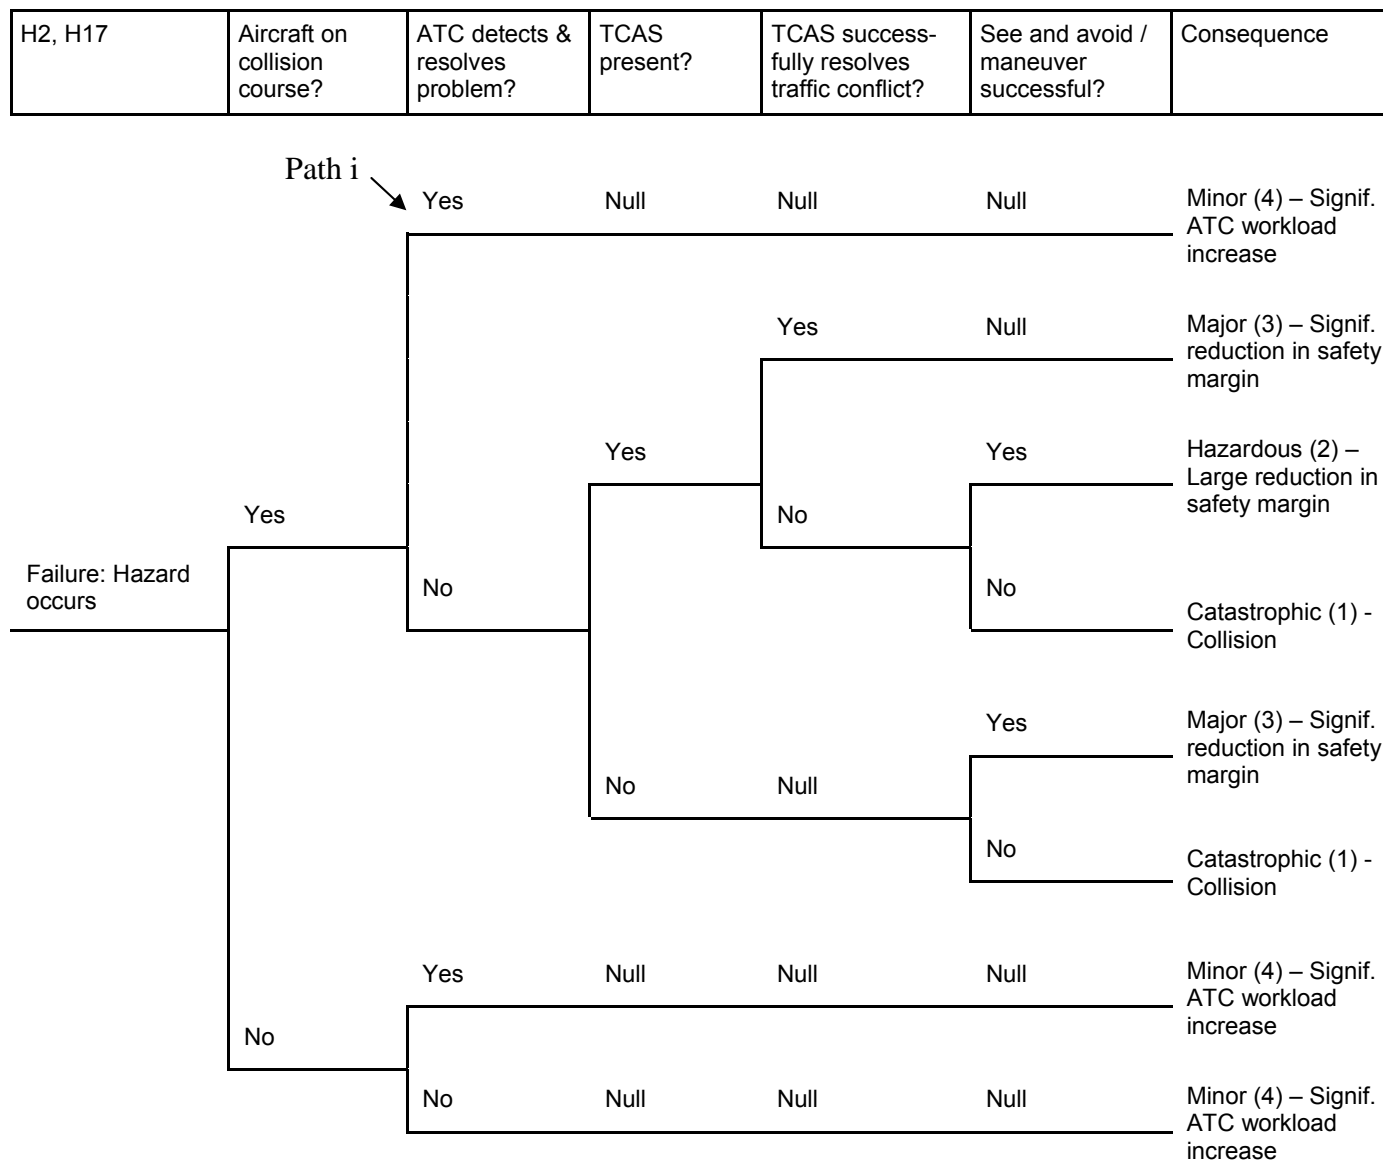 H2, H17
Aircraft on
collision
course?
ATC detects &
resolves
problem?
TCAS
present?
TCAS success-
fully resolves
traffic conflict?
See and avoid /
maneuver
successful?
Consequence
Path i
Yes
Null
Null
Null
Minor (4) – Signif.
ATC workload
increase
Yes
Null
Major (3) – Signif.
reduction in safety
margin
Yes
Yes
Hazardous (2) –
Large reduction in
safety margin
Yes
No
Failure: Hazard
occurs
No
No
Catastrophic (1) -
Collision
Yes
Major (3) – Signif.
reduction in safety
margin
No
Null
No
Catastrophic (1) -
Collision
Yes
Null
Null
Null
Minor (4) – Signif.
ATC workload
increase
No
No
Null
Null
Null
Minor (4) – Signif.
ATC workload
increase